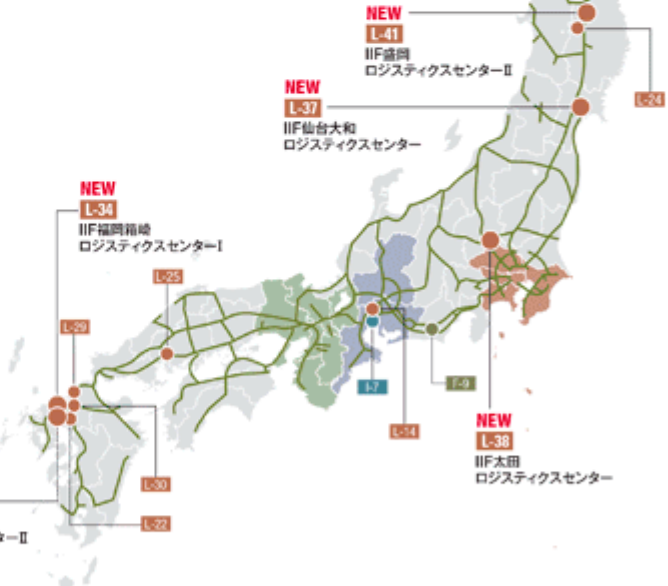 NEW
L-41
IIF盛岡
ロジスティクスセンターII
L-24
NEW
L-37
IIF仙台大和
ロジスティクスセンター
NEW
L-34
IIF福岡箱崎
ロジスティクスセンターI
L-25
L-29
I-7
F-9
L-14
NEW
L-38
IIF太田
ロジスティクスセンター
L-30
L-22
ターII